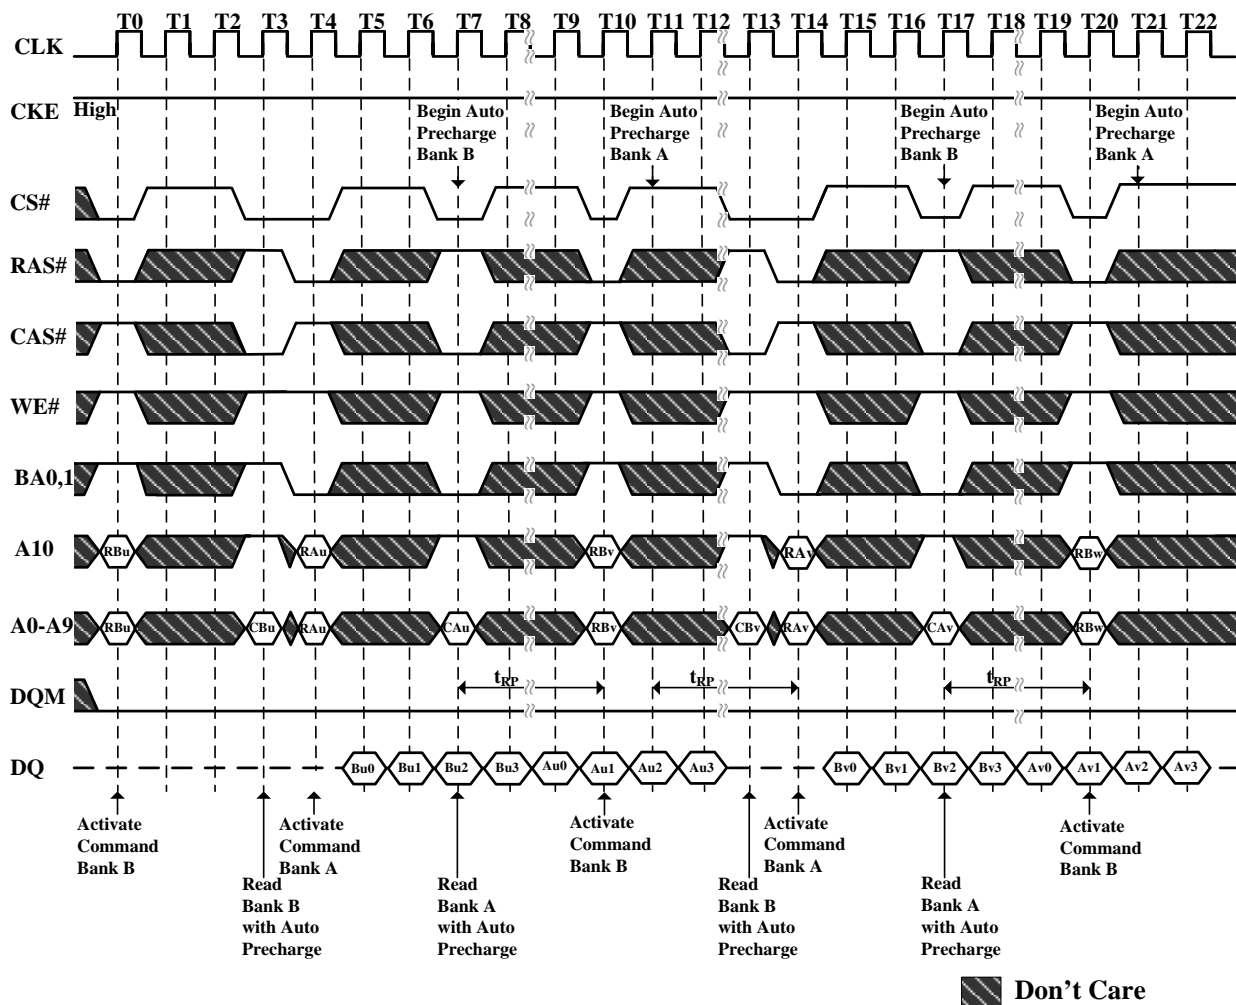 T0 T1 T2 T3 T4 T5 T6 T7 T8 T9 T10 T11 T12 T13 T14 T15 T16 T17 T18 T19 T20 T21 T22
CLK
CKE High
Begin Auto
Precharge
Bank B
Begin Auto
Precharge
Bank A
Begin Auto
Precharge
Bank B
Begin Auto
Precharge
Bank A
CS#
RAS#
CAS#
WE#
BA0,1
A10 RBu RAu RBv RAv RBw
A0-A9 RBu CBu RAu CAu RBv CBv RAv CAv RBw
DQM tRP tRP tRP
DQ Bu0 Bu1 Bu2 Bu3 Au0 Au1 Au2 Au3 Bv0 Bv1 Bv2 Bv3 Av0 Av1 Av2 Av3
Activate
Command
Bank B
Activate
Command
Bank A
Activate
Command
Bank B
Activate
Command
Bank A
Activate
Command
Bank B
Read
Bank B
with Auto
Precharge
Read
Bank A
with Auto
Precharge
Read
Bank B
with Auto
Precharge
Read
Bank A
with Auto
Precharge
Don't Care